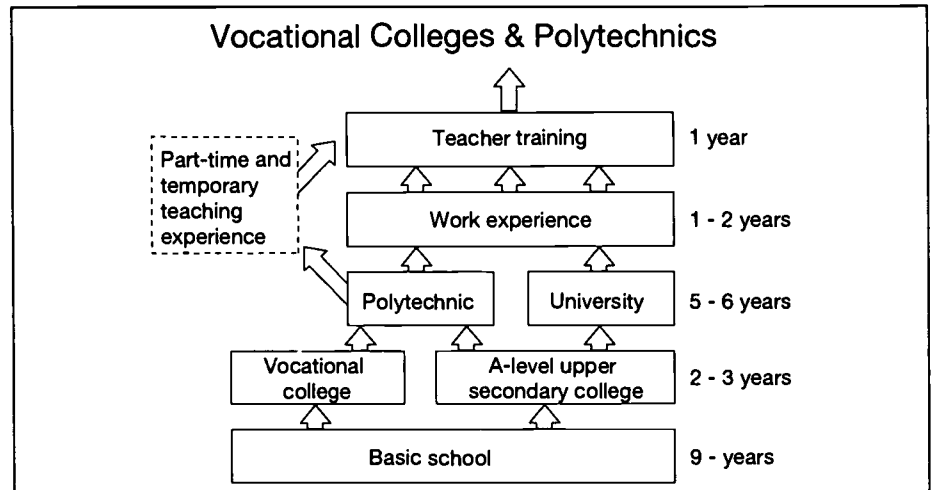 Vocational Colleges & Polytechnics
Teacher training
1 year
Part-time and
temporary
teaching
experience
Work experience
1 - 2 years
Polytechnic
University
5 - 6 years
Vocational
college
A-level upper
secondary college
2 - 3 years
Basic school
9 - years